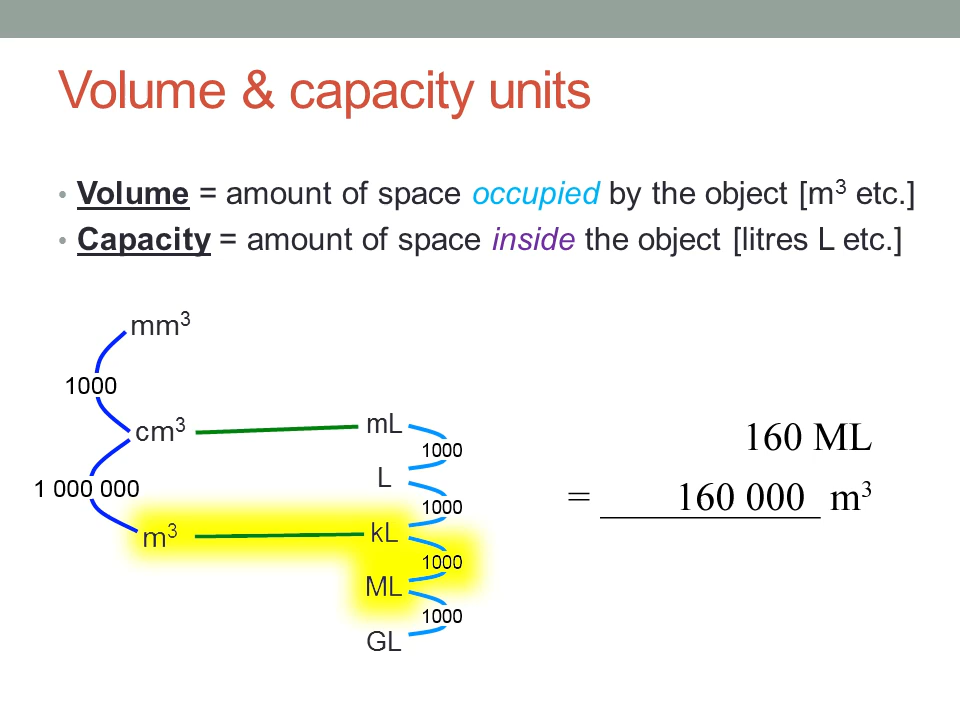 Volume & capacity units
• Volume = amount of space occupied by the object [m³ etc.]
• Capacity = amount of space inside the object [litres L etc.]
mm³
1000
cm³
1 000 000
m³
mL
1000
L
1000
kL
1000
ML
1000
GL
160 ML
= 160 000 m³